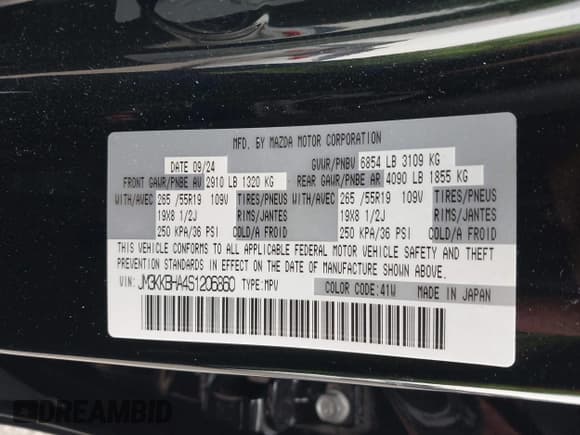 MFD. BY MAZDA MOTOR CORPORATION
DATE 09/24 GVWR/PNBV 6854 LB 3109 KG
FRONT GAWR/PNBE AV 2910 LB 1320 KG REAR GAWR/PNBE AR 4090 LB 1855 KG
WITH/AVEC 265 /55R19 109V TIRES/PNEUS WITH/AVEC 265 /55R19 109V TIRES/PNEUS
19X8 1/2J RIMS/JANTES 19X8 1/2J RIMS/JANTES
250 KPA/36 PSI COLD/A FROID 250 KPA/36 PSI COLD/A FROID
THIS VEHICLE CONFORMS TO ALL APPLICABLE FEDERAL MOTOR VEHICLE SAFETY AND THEFT
PREVENTION STANDARDS IN EFFECT ON THE DATE OF MANUFACTURE SHOWN ABOVE.
VIN: JM3KKBHA4S1206860 TYPE:MPV COLOR CODE:41W MADE IN JAPAN
DREAMBID